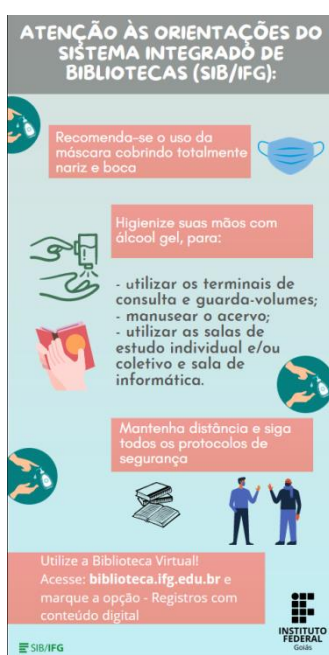 ATENÇÃO ÀS ORIENTAÇÕES DO
SISTEMA INTEGRADO DE
BIBLIOTECAS (SIB/IFG):
Recomenda-se o uso da
máscara cobrindo totalmente
nariz e boca
Higienize suas mãos com
álcool gel, para:
- utilizar os terminais de
consulta e guarda-volumes;
- manusear o acervo;
- utilizar as salas de
estudo individual e/ou
coletivo e sala de
informática.
Mantenha distância e siga
todos os protocolos de
segurança
Utilize a Biblioteca Virtual!
Acesse: biblioteca.ifg.edu.br e
marque a opção - Registros com
conteúdo digital
SIB/IFG
INSTITUTO
FEDERAL
Goiás